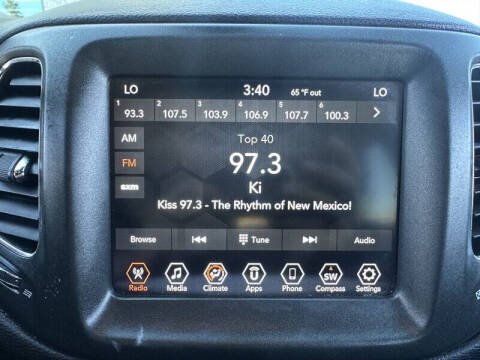 LO 3:40 65 °F out LO
1 2 3 4 5 6
93.3 107.5 103.9 106.9 107.7 100.3
AM
Top 40
FM
97.3
Ki
sxm
Kiss 97.3 - The Rhythm of New Mexico!
Browse Tune Audio
SW
Radio Media Climate Apps Phone Compass Settings